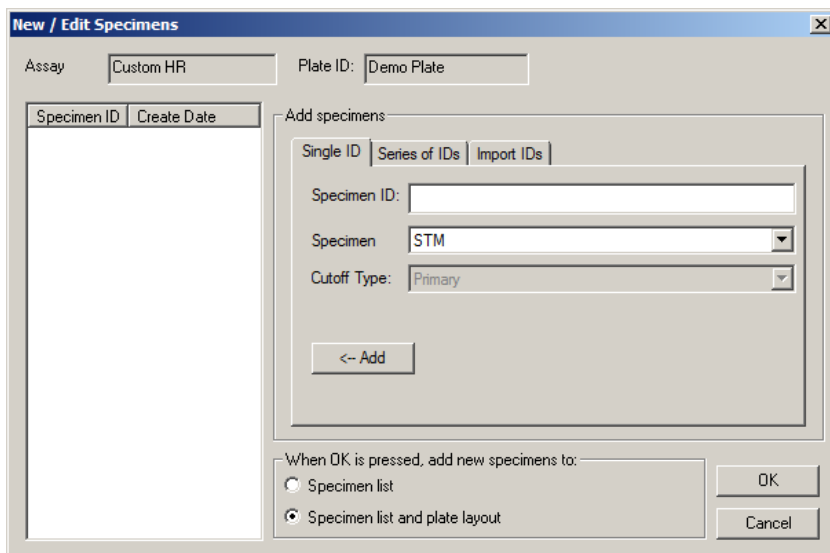 New / Edit Specimens
Assay Custom HR Plate ID: Demo Plate
Specimen ID Create Date
Add specimens
Single ID Series of IDs Import IDs
Specimen ID:
Specimen STM
Cutoff Type: Primary
<-- Add
When OK is pressed, add new specimens to:
Specimen list
Specimen list and plate layout
OK
Cancel